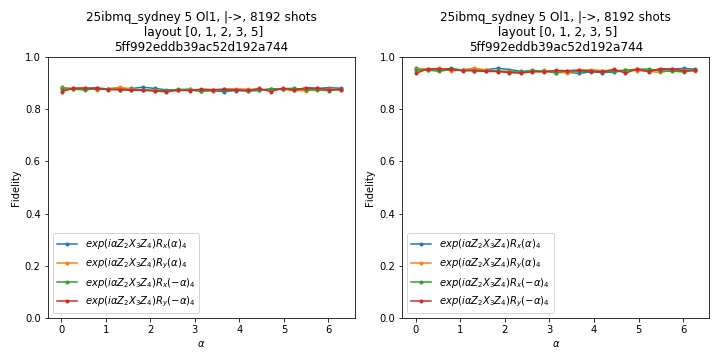 25ibmq_sydney 5 Ol1, |->, 8192 shots
layout [0, 1, 2, 3, 5]
5ff992eddb39ac52d192a744
1.0
0.8
0.6
0.4
0.2
0.0
Fidelity
exp(iαZ₂X₃Z₄)Rₓ(α)₄
exp(iαZ₂X₃Z₄)R_y(α)₄
exp(iαZ₂X₃Z₄)Rₓ(−α)₄
exp(iαZ₂X₃Z₄)R_y(−α)₄
0 1 2 3 4 5 6
α
25ibmq_sydney 5 Ol1, |->, 8192 shots
layout [0, 1, 2, 3, 5]
5ff992eddb39ac52d192a744
1.0
0.8
0.6
0.4
0.2
0.0
Fidelity
exp(iαZ₂X₃Z₄)Rₓ(α)₄
exp(iαZ₂X₃Z₄)R_y(α)₄
exp(iαZ₂X₃Z₄)Rₓ(−α)₄
exp(iαZ₂X₃Z₄)R_y(−α)₄
0 1 2 3 4 5 6
α